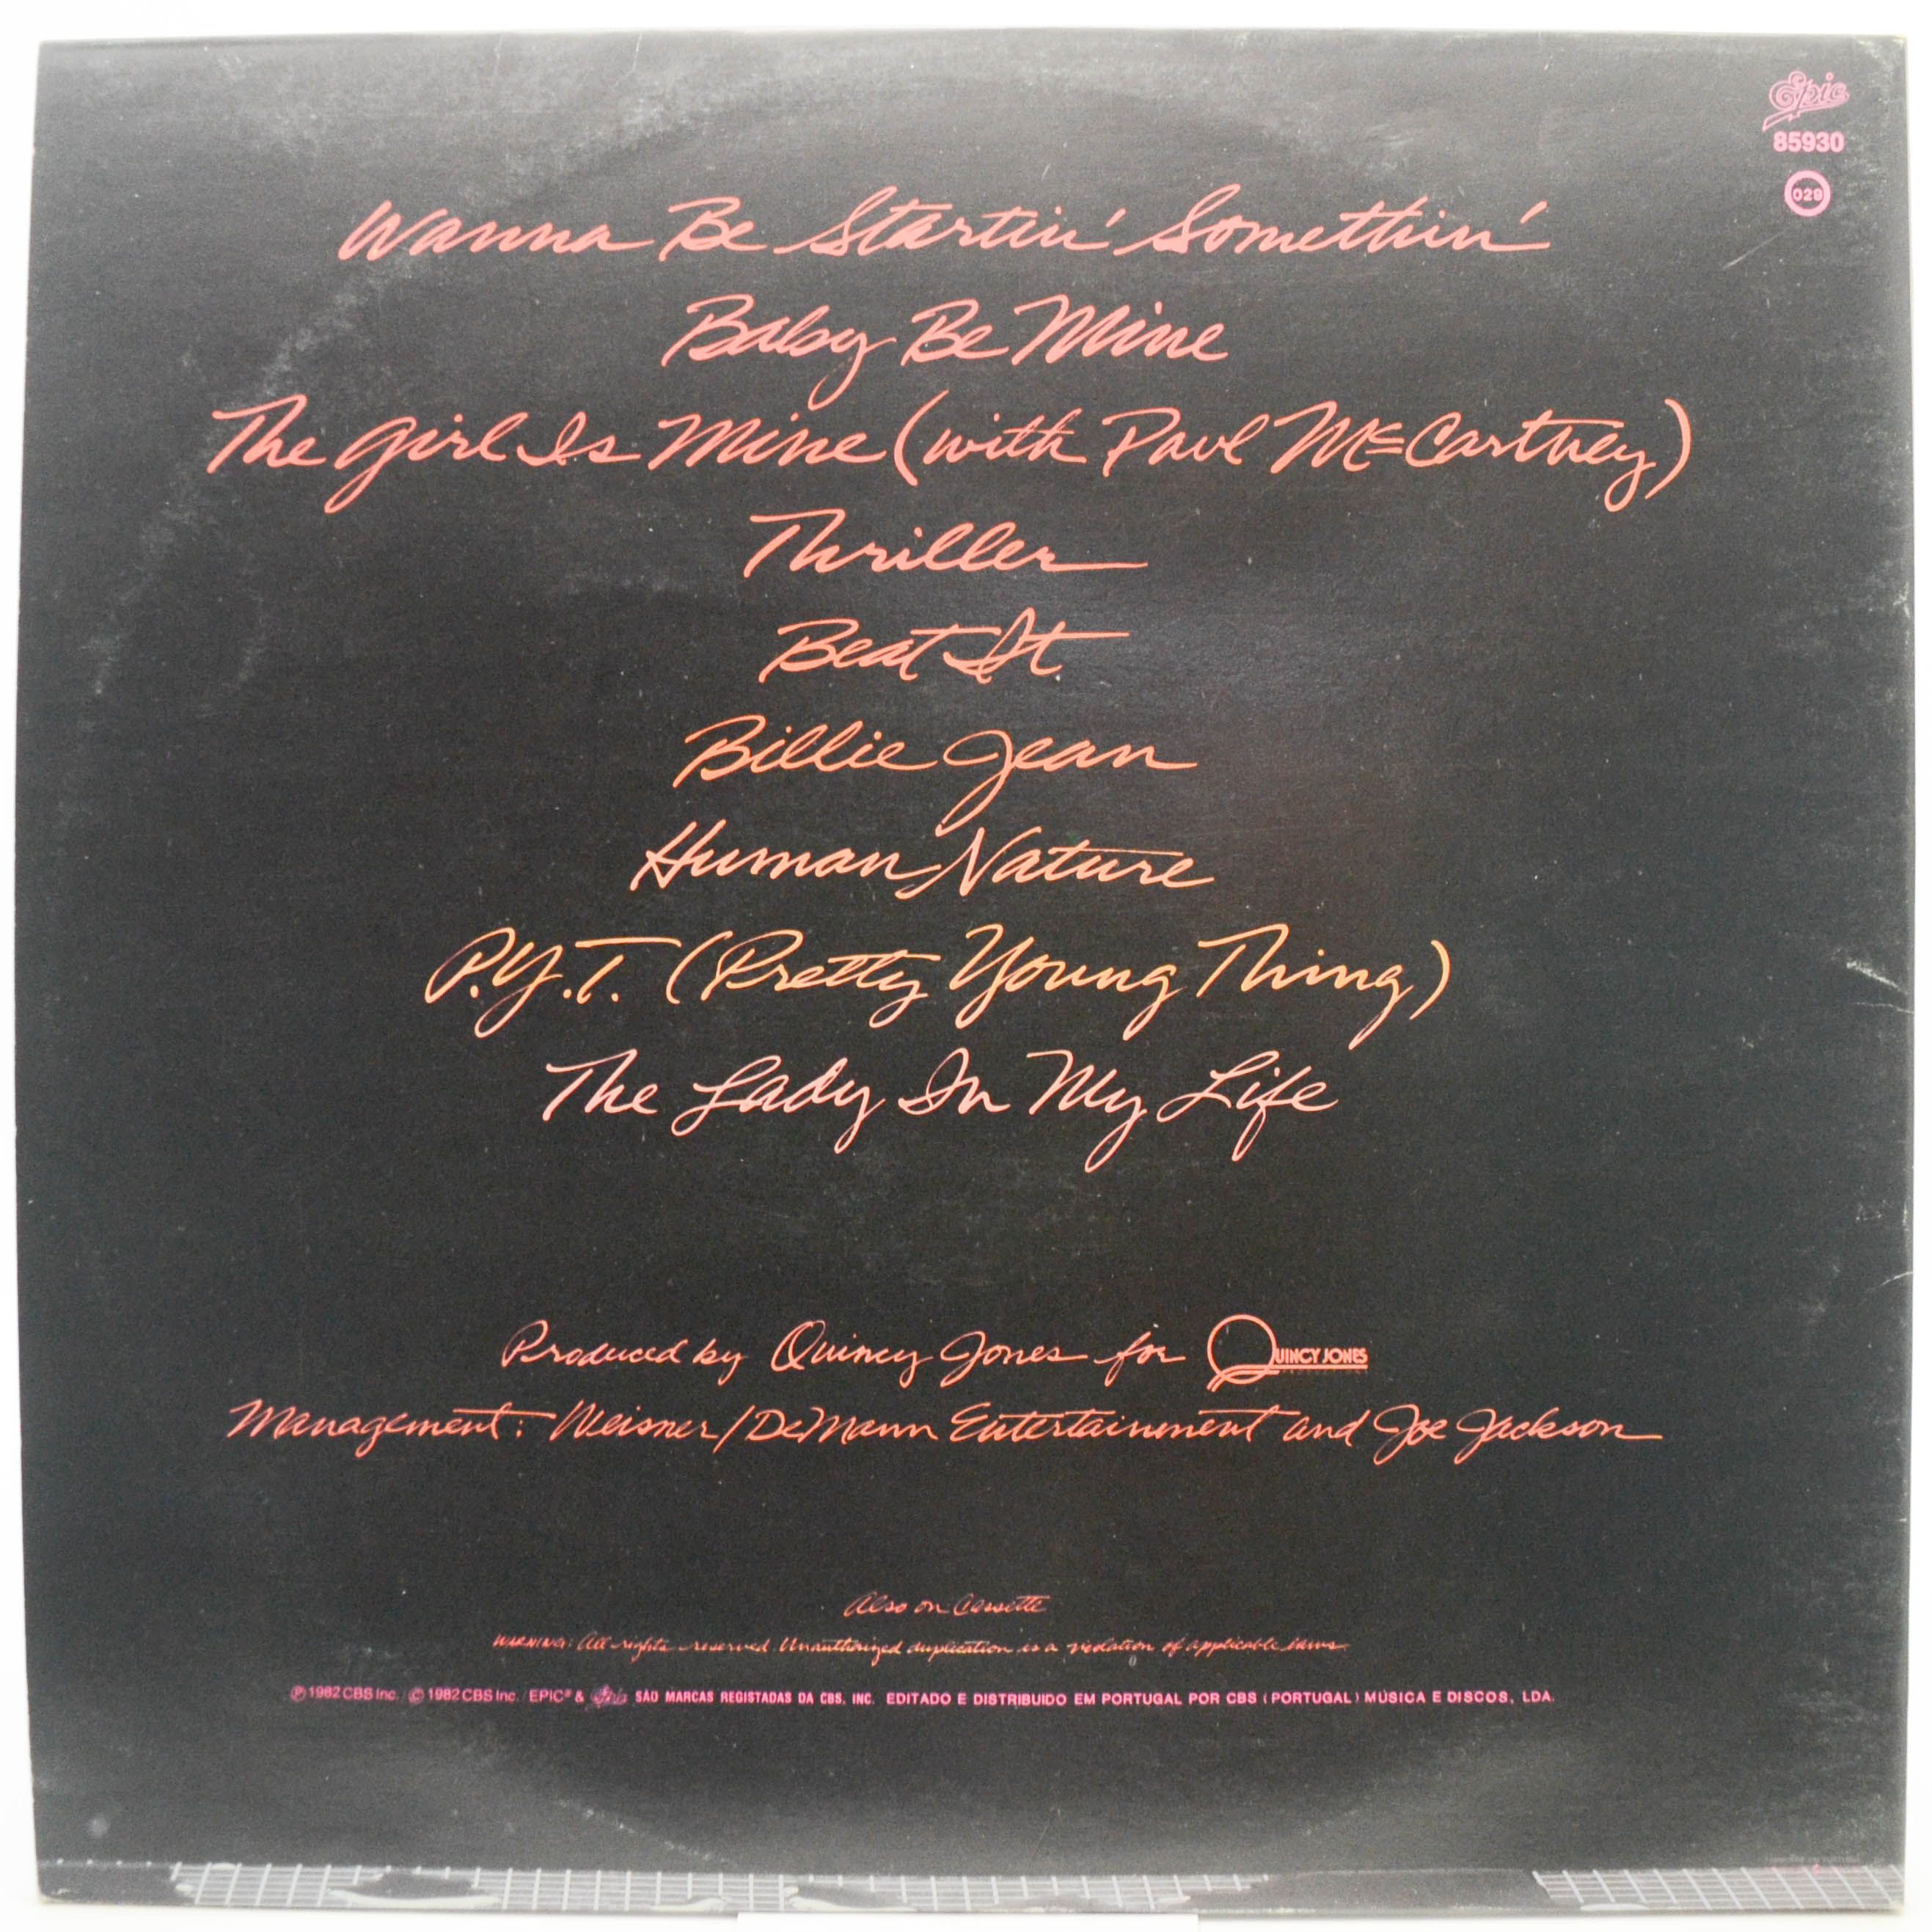 Epic
85930
028
Wanna Be Startin' Somethin'
Baby Be Mine
The Girl Is Mine (with Paul McCartney)
Thriller
Beat It
Billie Jean
Human Nature
P.Y.T. (Pretty Young Thing)
The Lady In My Life
Produced by Quincy Jones for QUINCY JONES
PRODUCTIONS
Management: Weisner/DeMann Entertainment and Joe Jackson
Also on Cassette
WARNING: All rights reserved. Unauthorized duplication is a violation of applicable laws.
℗ 1982 CBS Inc. / © 1982 CBS Inc. / EPIC® & Epic SÃO MARCAS REGISTADAS DA CBS, INC. EDITADO E DISTRIBUIDO EM PORTUGAL POR CBS (PORTUGAL) MÚSICA E DISCOS, LDA.